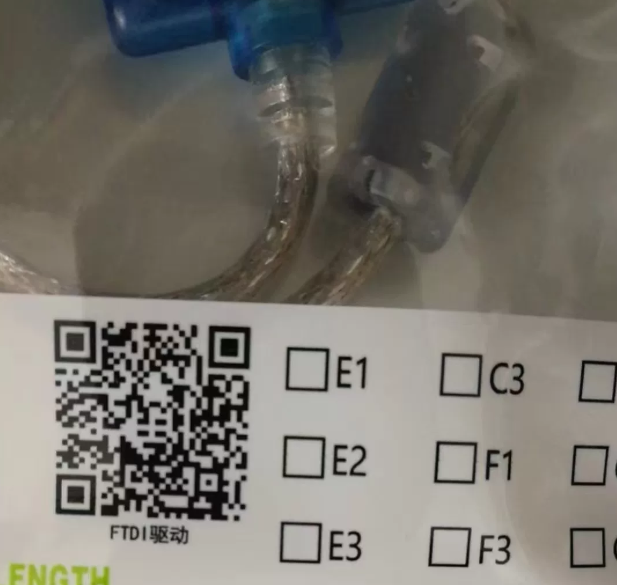 E1 C3
E2 F1
FTDI驱动
E3 F3
ENGTH